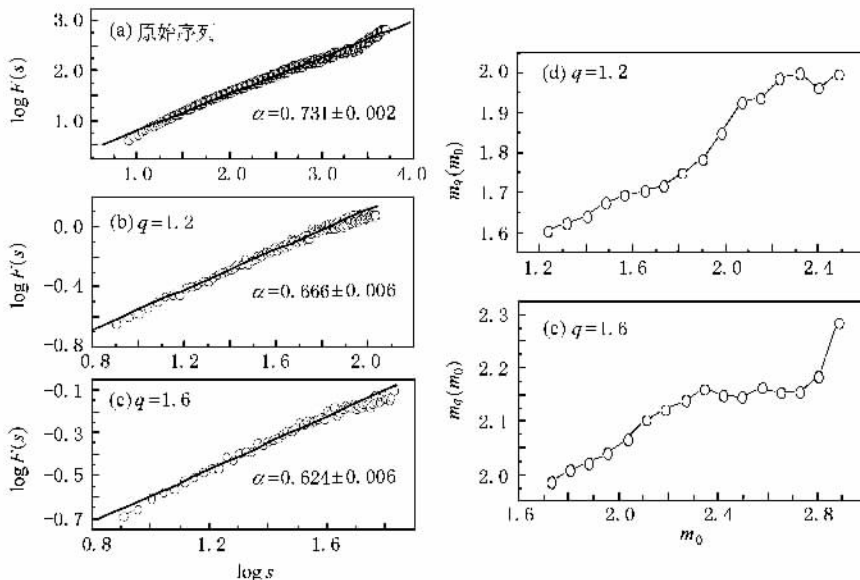 (a) 原始序列
α=0.731±0.002
log F(s)
3.0
2.0
1.0
1.0
2.0
3.0
4.0
(b) q=1.2
α=0.666±0.006
log F(s)
0.0
-0.4
-0.8
0.8
1.2
1.6
2.0
(c) q=1.6
α=0.624±0.006
log F(s)
-0.1
-0.3
-0.5
-0.7
0.8
1.2
1.6
log s
(d) q=1.2
m_q(m_0)
2.0
1.9
1.8
1.7
1.6
1.2
1.6
2.0
2.4
(e) q=1.6
m_q(m_0)
2.3
2.2
2.1
2.0
1.6
2.0
2.4
2.8
m_0